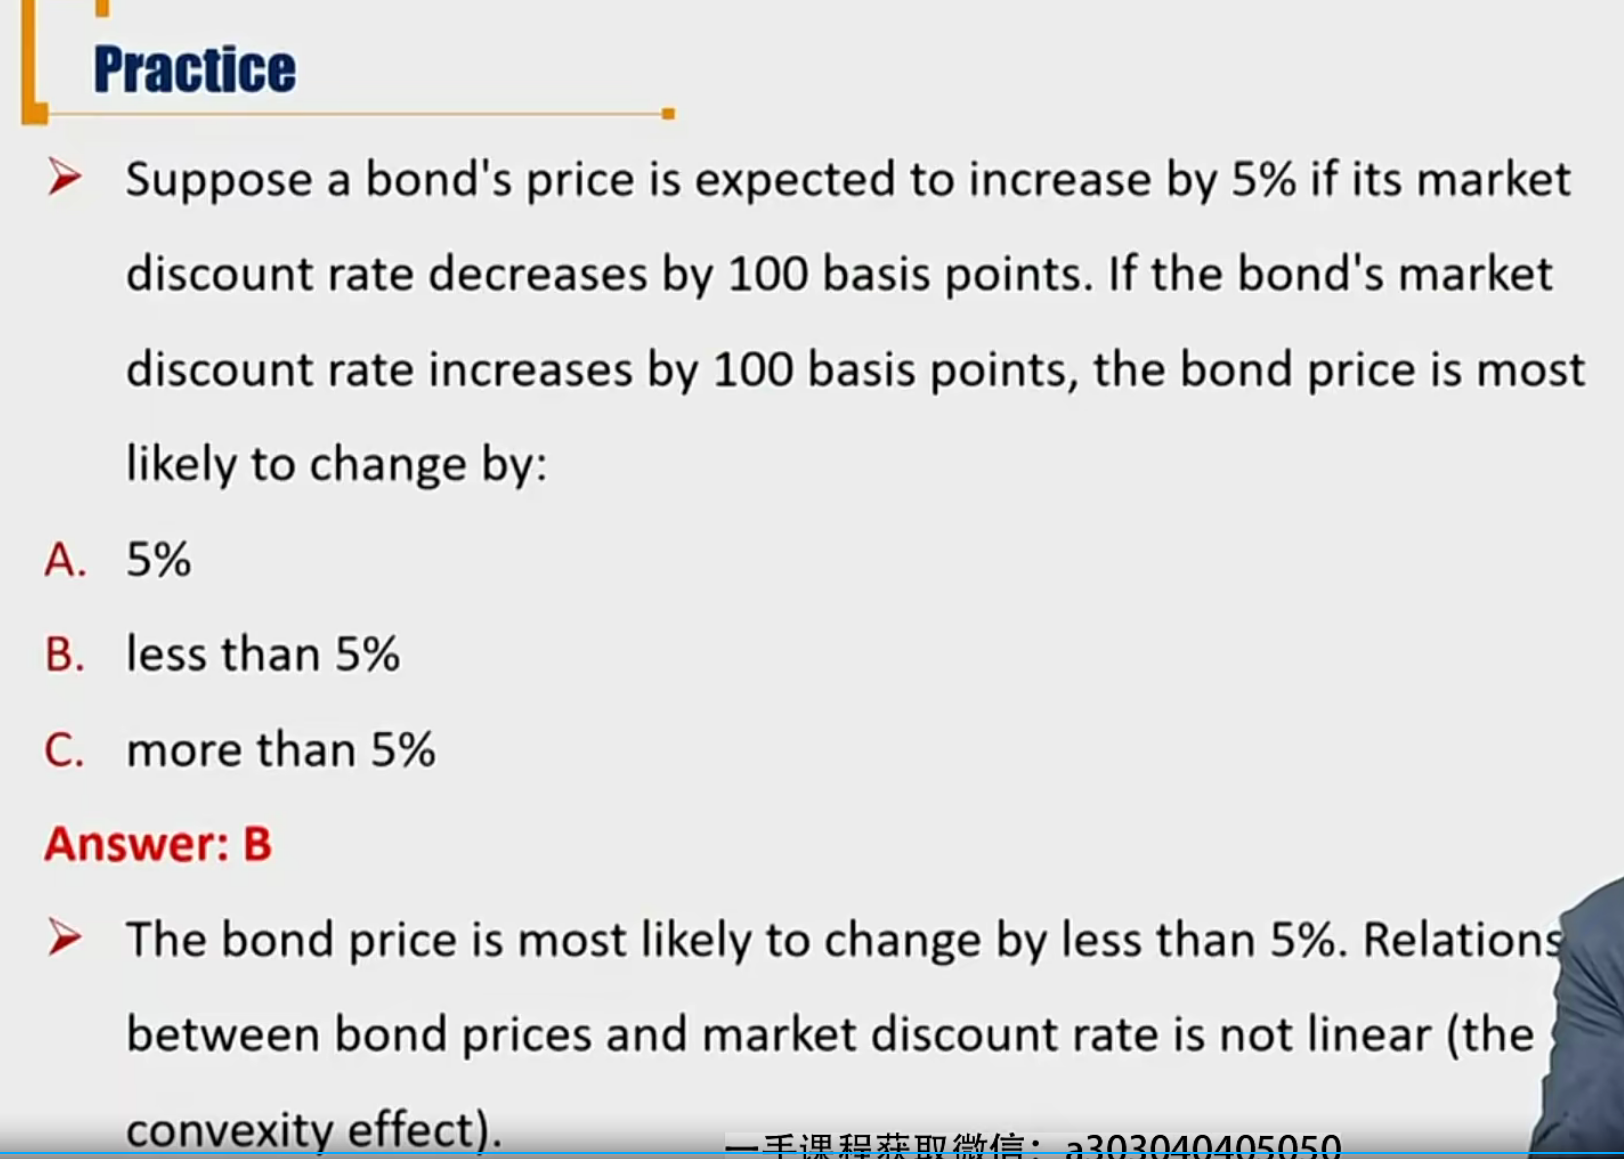 Practice
Suppose a bond's price is expected to increase by 5% if its market
discount rate decreases by 100 basis points. If the bond's market
discount rate increases by 100 basis points, the bond price is most
likely to change by:
A. 5%
B. less than 5%
C. more than 5%
Answer: B
The bond price is most likely to change by less than 5%. Relations
between bond prices and market discount rate is not linear (the
convexity effect).
一手课程获取微信：a303040405050